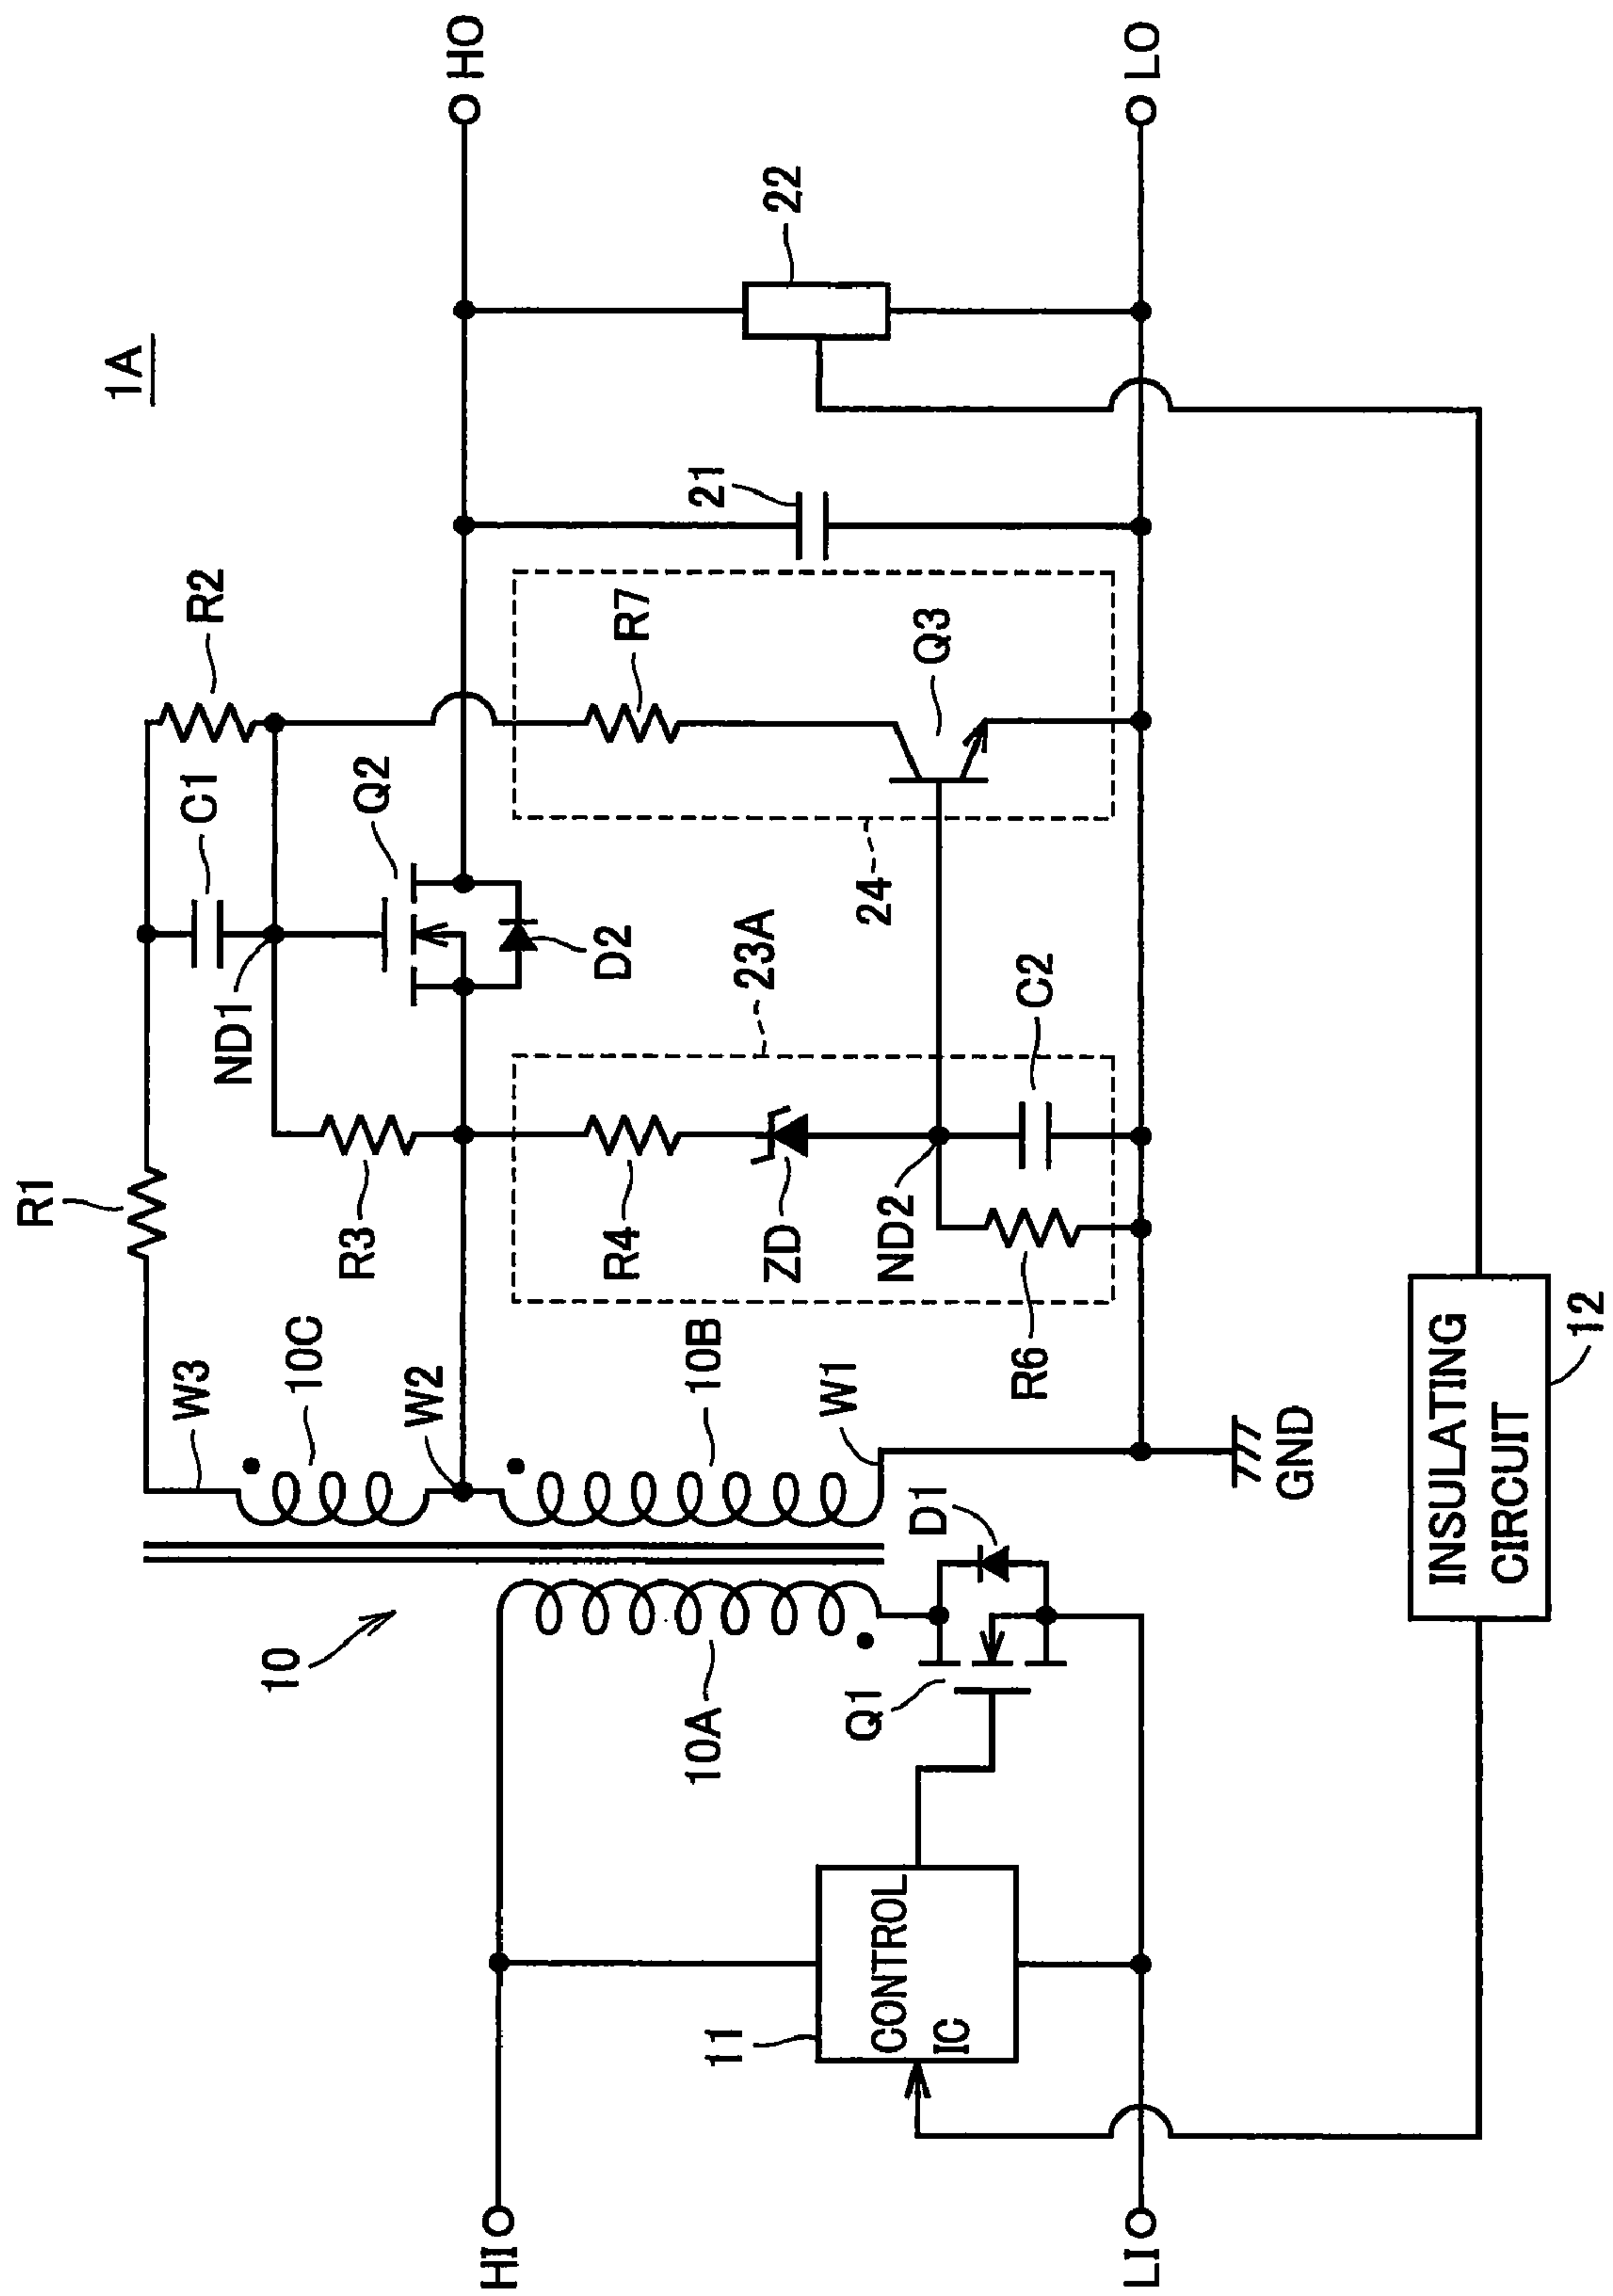 1A
R1
R2
C1
W3
ND1
10C
R3
Q2
HO
10
W2
D2
23A
R4
R7
21
22
10A
10B
ZD
24
Q3
11
CONTROL
IC
Q1
D1
W1
ND2
R6
C2
HI
LI
LO
GND
INSULATING
CIRCUIT
12